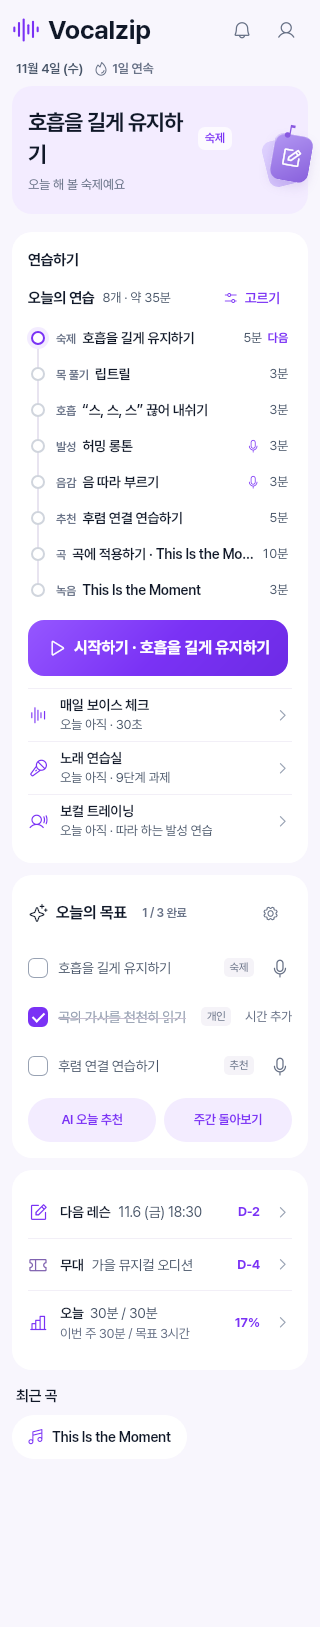 Vocalzip
11월 4일 (수) 1일 연속
호흡을 길게 유지하
기
숙제
오늘 해 볼 숙제예요
연습하기
오늘의 연습 8개 · 약 35분 고르기
숙제 호흡을 길게 유지하기 5분 다음
목 풀기 립트릴 3분
호흡 “스, 스, 스” 끊어 내쉬기 3분
발성 허밍 롱톤 3분
음감 음 따라 부르기 3분
추천 후렴 연결 연습하기 5분
곡 곡에 적용하기 · This Is the Mo... 10분
녹음 This Is the Moment 3분
시작하기 · 호흡을 길게 유지하기
매일 보이스 체크
오늘 아직 · 30초
노래 연습실
오늘 아직 · 9단계 과제
보컬 트레이닝
오늘 아직 · 따라 하는 발성 연습
오늘의 목표 1 / 3 완료
호흡을 길게 유지하기 숙제
곡의 가사를 천천히 읽기 개인 시간 추가
후렴 연결 연습하기 추천
AI 오늘 추천 주간 돌아보기
다음 레슨 11.6 (금) 18:30 D-2
무대 가을 뮤지컬 오디션 D-4
오늘 30분 / 30분 17%
이번 주 30분 / 목표 3시간
최근 곡
This Is the Moment